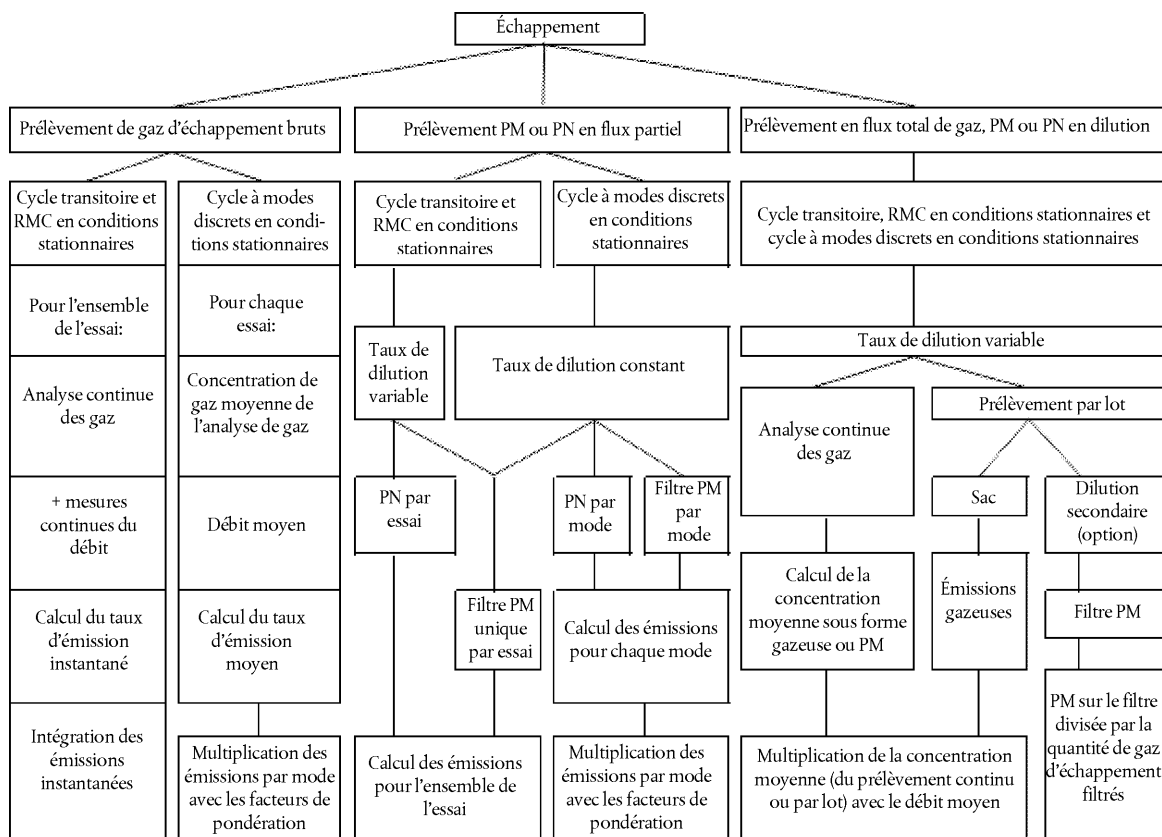 Échappement
Prélèvement de gaz d'échappement bruts
Prélèvement PM ou PN en flux partiel
Prélèvement en flux total de gaz, PM ou PN en dilution
Cycle transitoire et
RMC en conditions
stationnaires
Cycle à modes
discrets en condi-
tions stationnaires
Cycle transitoire et
RMC en conditions
stationnaires
Cycle à modes discrets
en conditions
stationnaires
Cycle transitoire, RMC en conditions stationnaires et
cycle à modes discrets en conditions stationnaires
Pour l'ensemble
de l'essai:
Pour chaque
essai:
Taux de
dilution
variable
Taux de dilution constant
Taux de dilution variable
Analyse continue
des gaz
Concentration de
gaz moyenne de
l'analyse de gaz
Analyse continue
des gaz
Prélèvement par lot
+ mesures
continues du
débit
Débit moyen
PN par
essai
PN par
mode
Filtre PM
par
mode
Sac
Dilution
secondaire
(option)
Calcul du taux
d'émission
instantané
Calcul du taux
d'émission
moyen
Filtre PM
unique
par essai
Calcul des émissions
pour chaque mode
Calcul de la
concentration
moyenne sous forme
gazeuse ou PM
Émissions
gazeuses
Filtre PM
Intégration des
émissions
instantanées
Multiplication des
émissions par mode
avec les facteurs de
pondération
Calcul des émissions
pour l'ensemble de
l'essai
Multiplication des
émissions par mode
avec les facteurs de
pondération
Multiplication de la concentration
moyenne (du prélèvement continu
ou par lot) avec le débit moyen
PM sur le filtre
divisée par la
quantité de gaz
d'échappement
filtrés